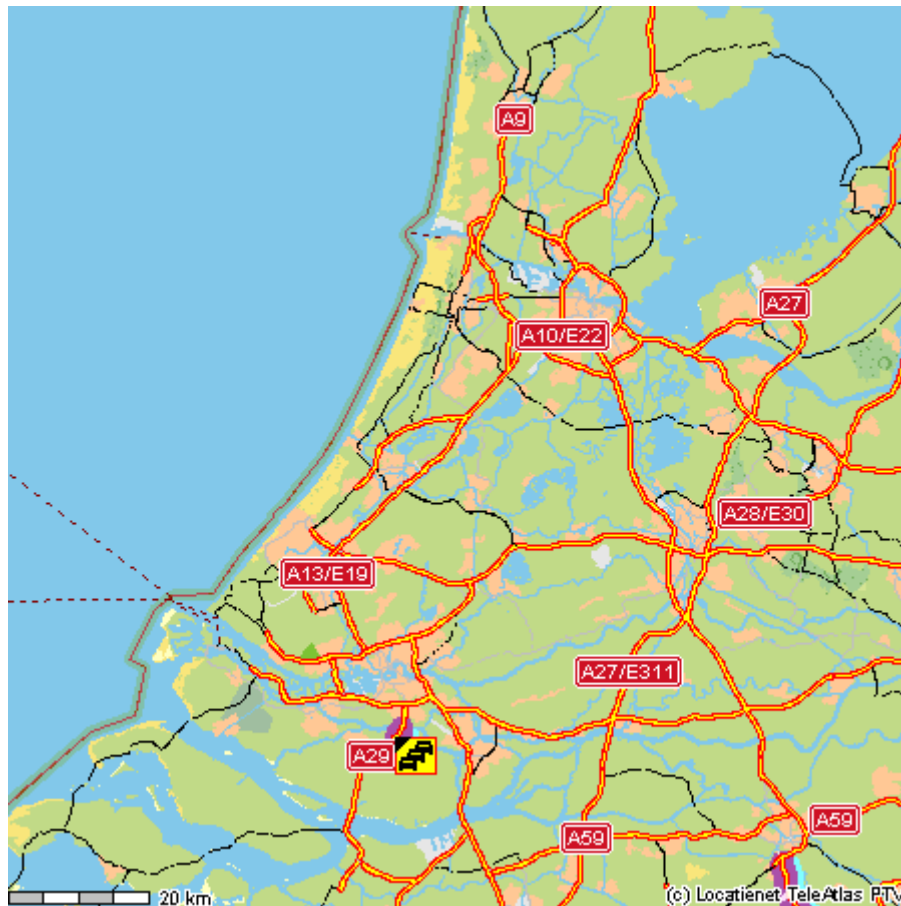 A9
A27
A10/E22
A28/E30
A13/E19
A27/E311
A29
A59
A59
20 km
(c) Locatienet TeleAtlas PTV